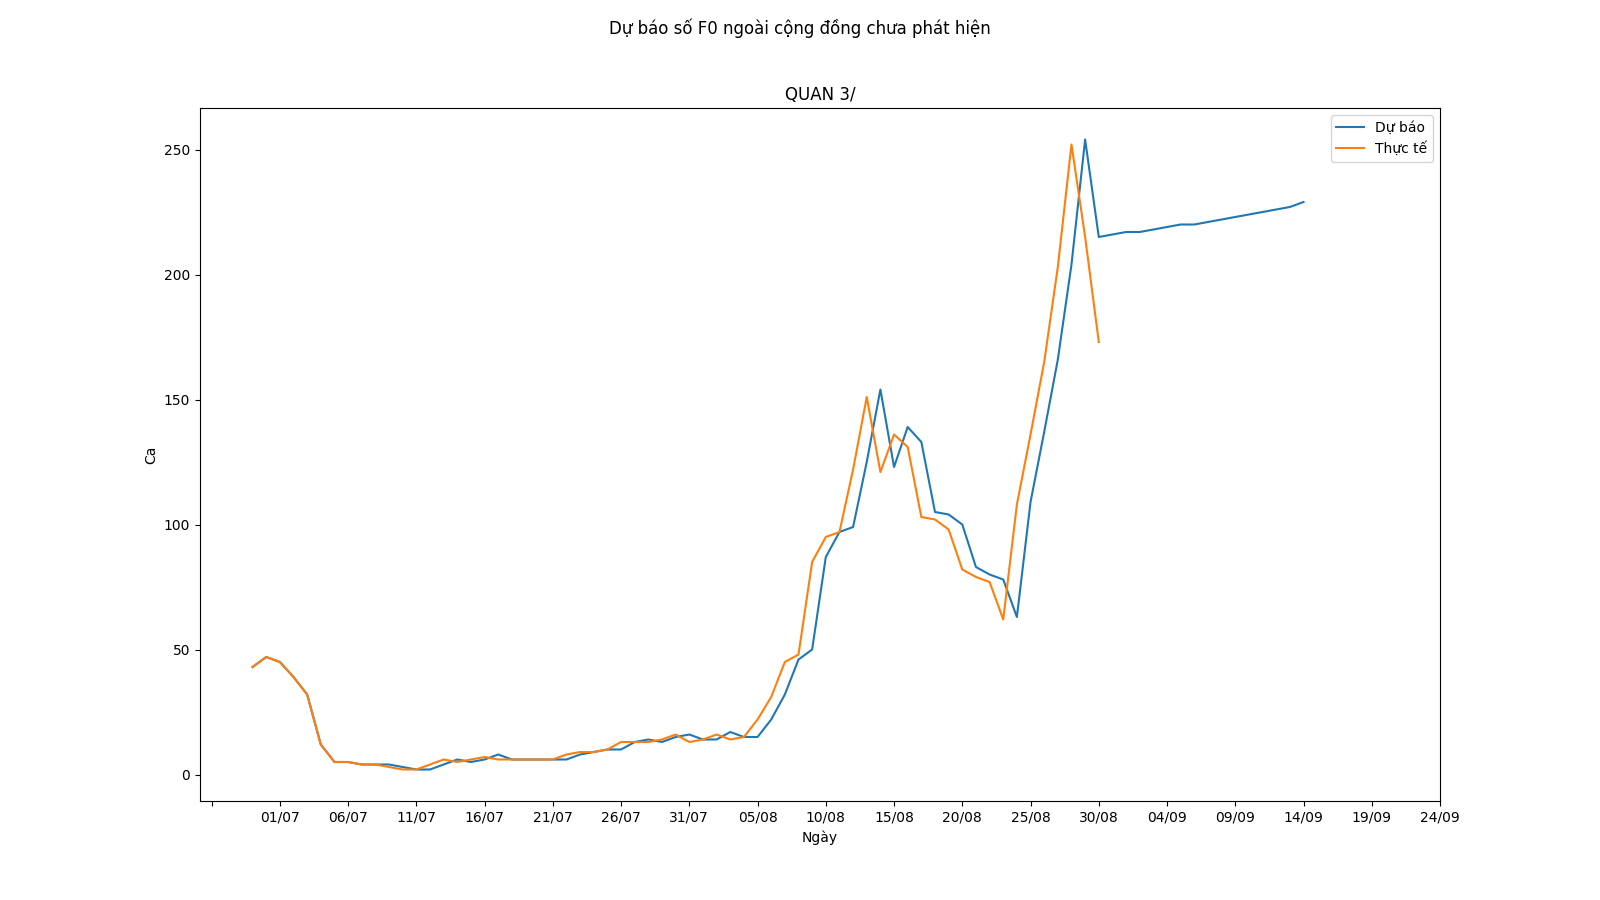 Dự báo số F0 ngoài cộng đồng chưa phát hiện
QUAN 3/
Dự báo
Thực tế
250
200
150
100
50
0
Ca
01/07 06/07 11/07 16/07 21/07 26/07 31/07 05/08 10/08 15/08 20/08 25/08 30/08 04/09 09/09 14/09 19/09 24/09
Ngày